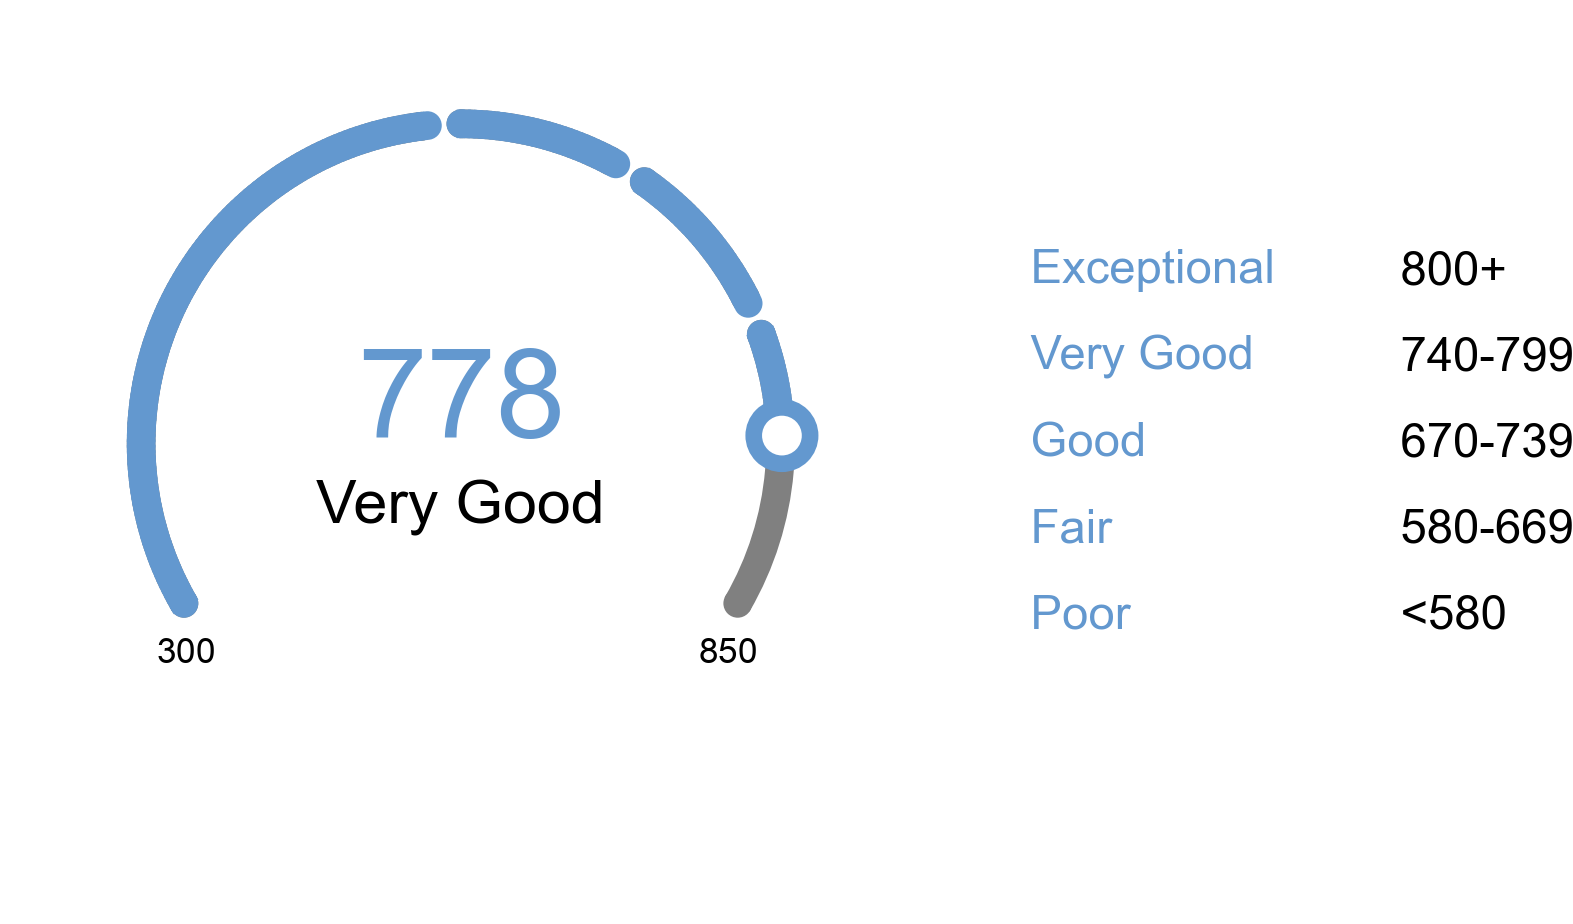 778
Very Good
300
850
Exceptional 800+
Very Good 740-799
Good 670-739
Fair 580-669
Poor <580